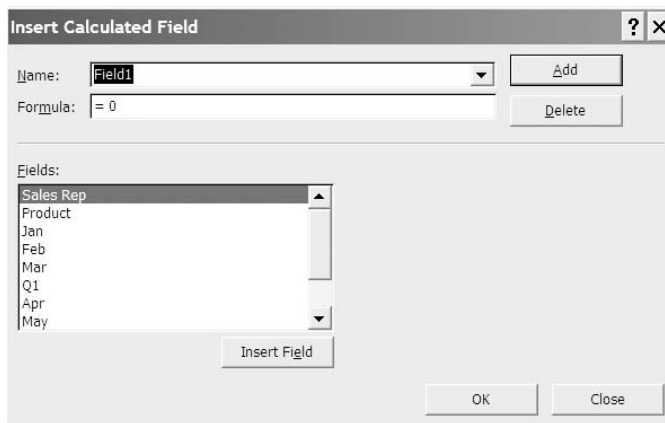 Insert Calculated Field ? X
Name: Field1 Add
Formula: = 0 Delete
Fields:
Sales Rep
Product
Jan
Feb
Mar
Q1
Apr
May
Insert Field
OK Close